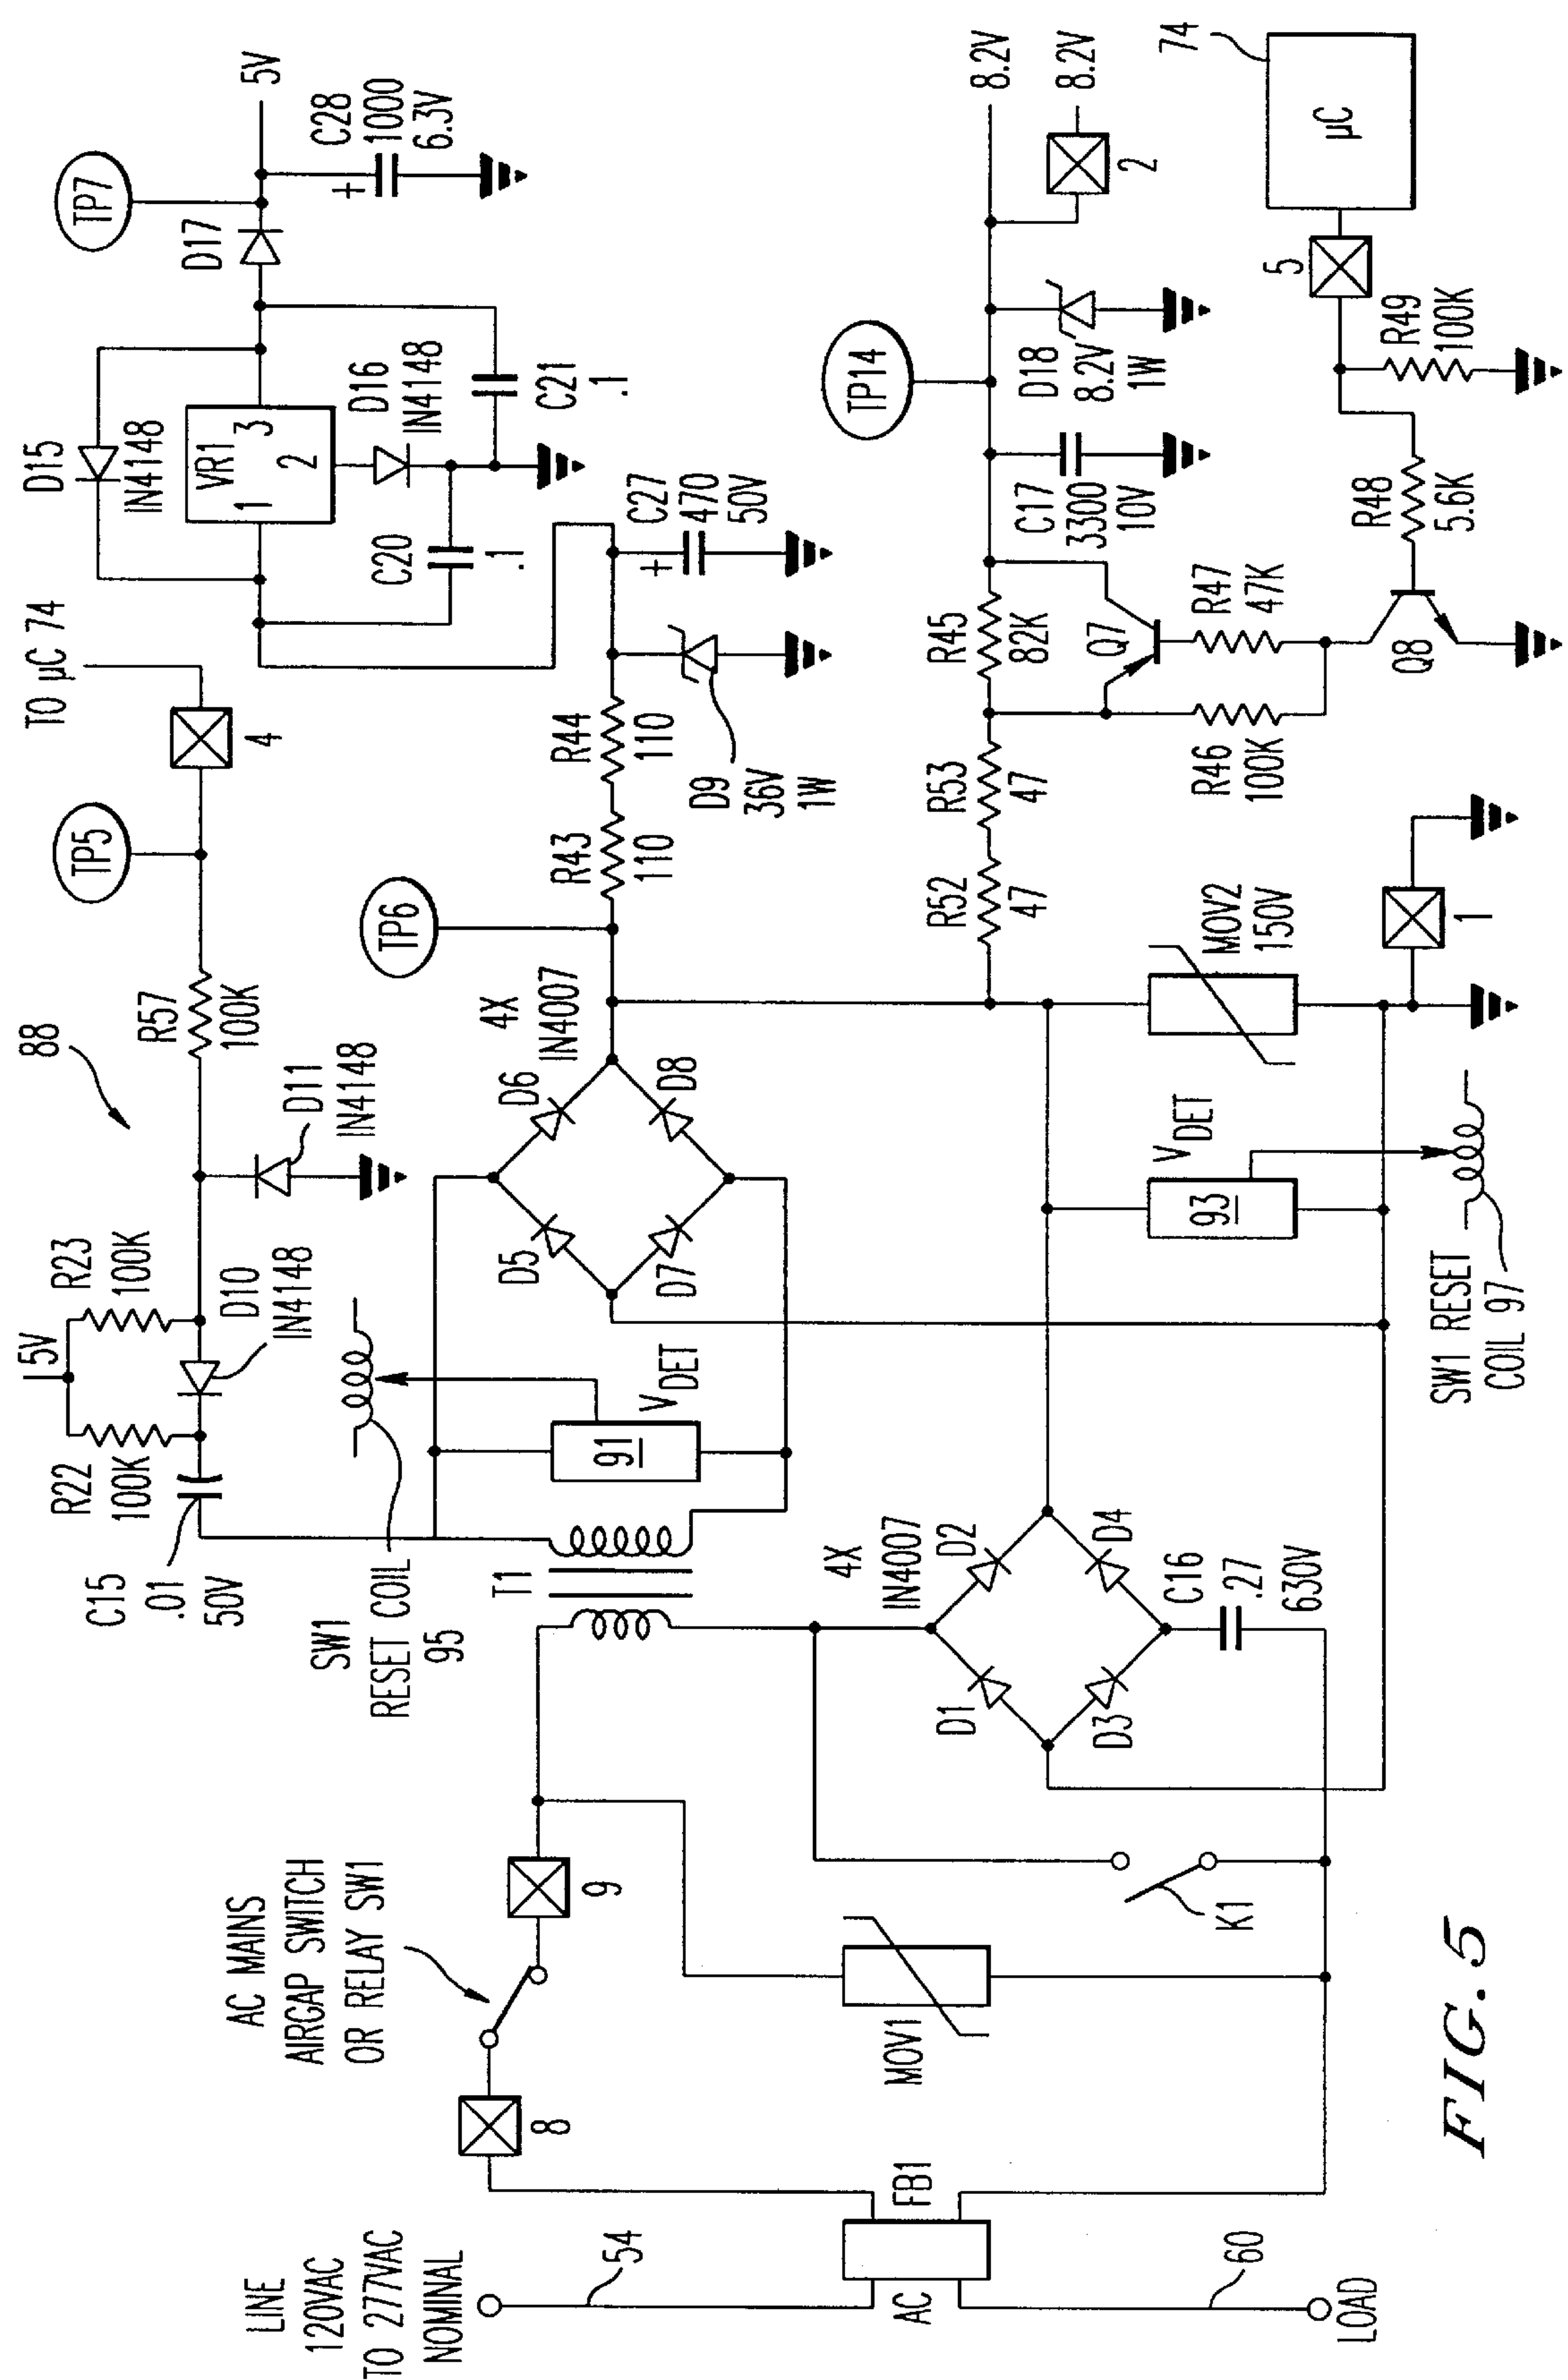 TO µC 74
4
TP5
88
R57
100K
D11
IN4148
5V
R23
100K
D10
IN4148
R22
100K
C15
.01
50V
D15
IN4148
VR1
1
2
3
D16
IN4148
C20
.1
C21
.1
D17
TP7
5V
C28
1000
6.3V
+
C27
470
50V
+
D9
36V
1W
R44
110
R43
110
TP6
4X
IN4007
D6
D8
D5
D7
V DET
91
SW1
RESET COIL
95
T1
8.2V
8.2V
2
TP14
D18
8.2V
1W
C17
3300
10V
R45
82K
Q7
R47
47K
R46
100K
R53
47
R52
47
74
µC
5
R49
100K
R48
5.6K
Q8
MOV2
150V
1
V DET
93
SW1 RESET
COIL 97
4X
IN4007
D2
D4
D1
D3
C16
.27
630V
K1
MOV1
AC MAINS
AIRGAP SWITCH
OR RELAY SW1
9
8
FB1
AC
LINE
120VAC
TO 277VAC
NOMINAL
54
60
LOAD
FIG. 5